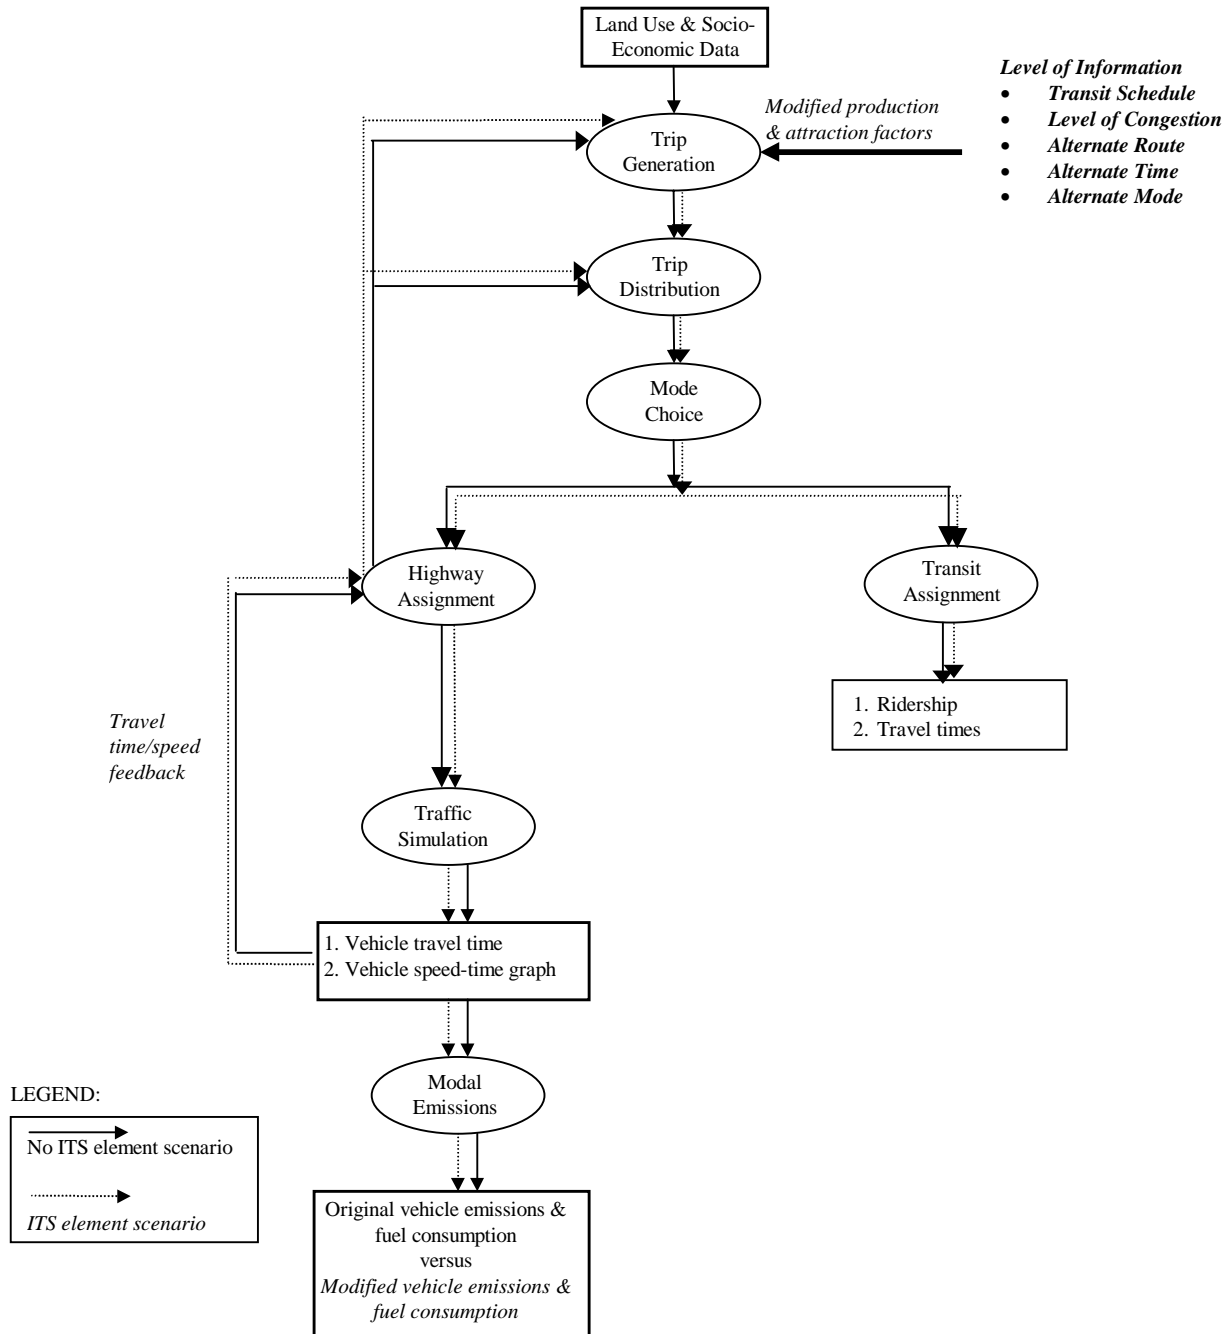 Land Use & Socio-
Economic Data
Level of Information
• Transit Schedule
• Level of Congestion
• Alternate Route
• Alternate Time
• Alternate Mode
Modified production
& attraction factors
Trip
Generation
Trip
Distribution
Mode
Choice
Highway
Assignment
Transit
Assignment
1. Ridership
2. Travel times
Travel
time/speed
feedback
Traffic
Simulation
1. Vehicle travel time
2. Vehicle speed-time graph
Modal
Emissions
LEGEND:
No ITS element scenario
ITS element scenario
Original vehicle emissions &
fuel consumption
versus
Modified vehicle emissions &
fuel consumption